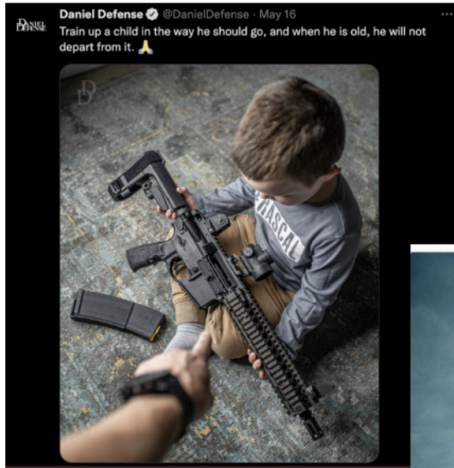 Daniel Defense @DanielDefense · May 16
DANIEL DEFENSE
Train up a child in the way he should go, and when he is old, he will not
depart from it. 🙏
DD
RASCAL